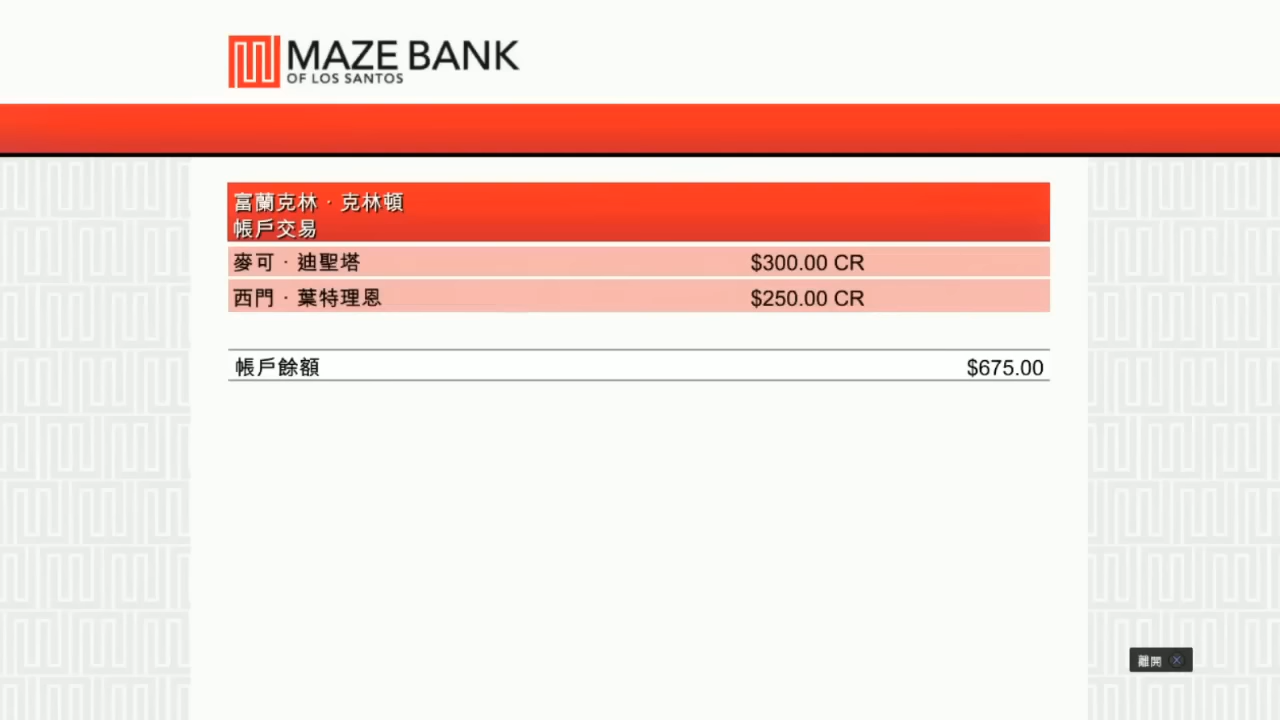 MAZE BANK
OF LOS SANTOS
富蘭克林·克林頓
帳戶交易
麥可·迪聖塔 $300.00 CR
西門·葉特理恩 $250.00 CR
帳戶餘額 $675.00
離開